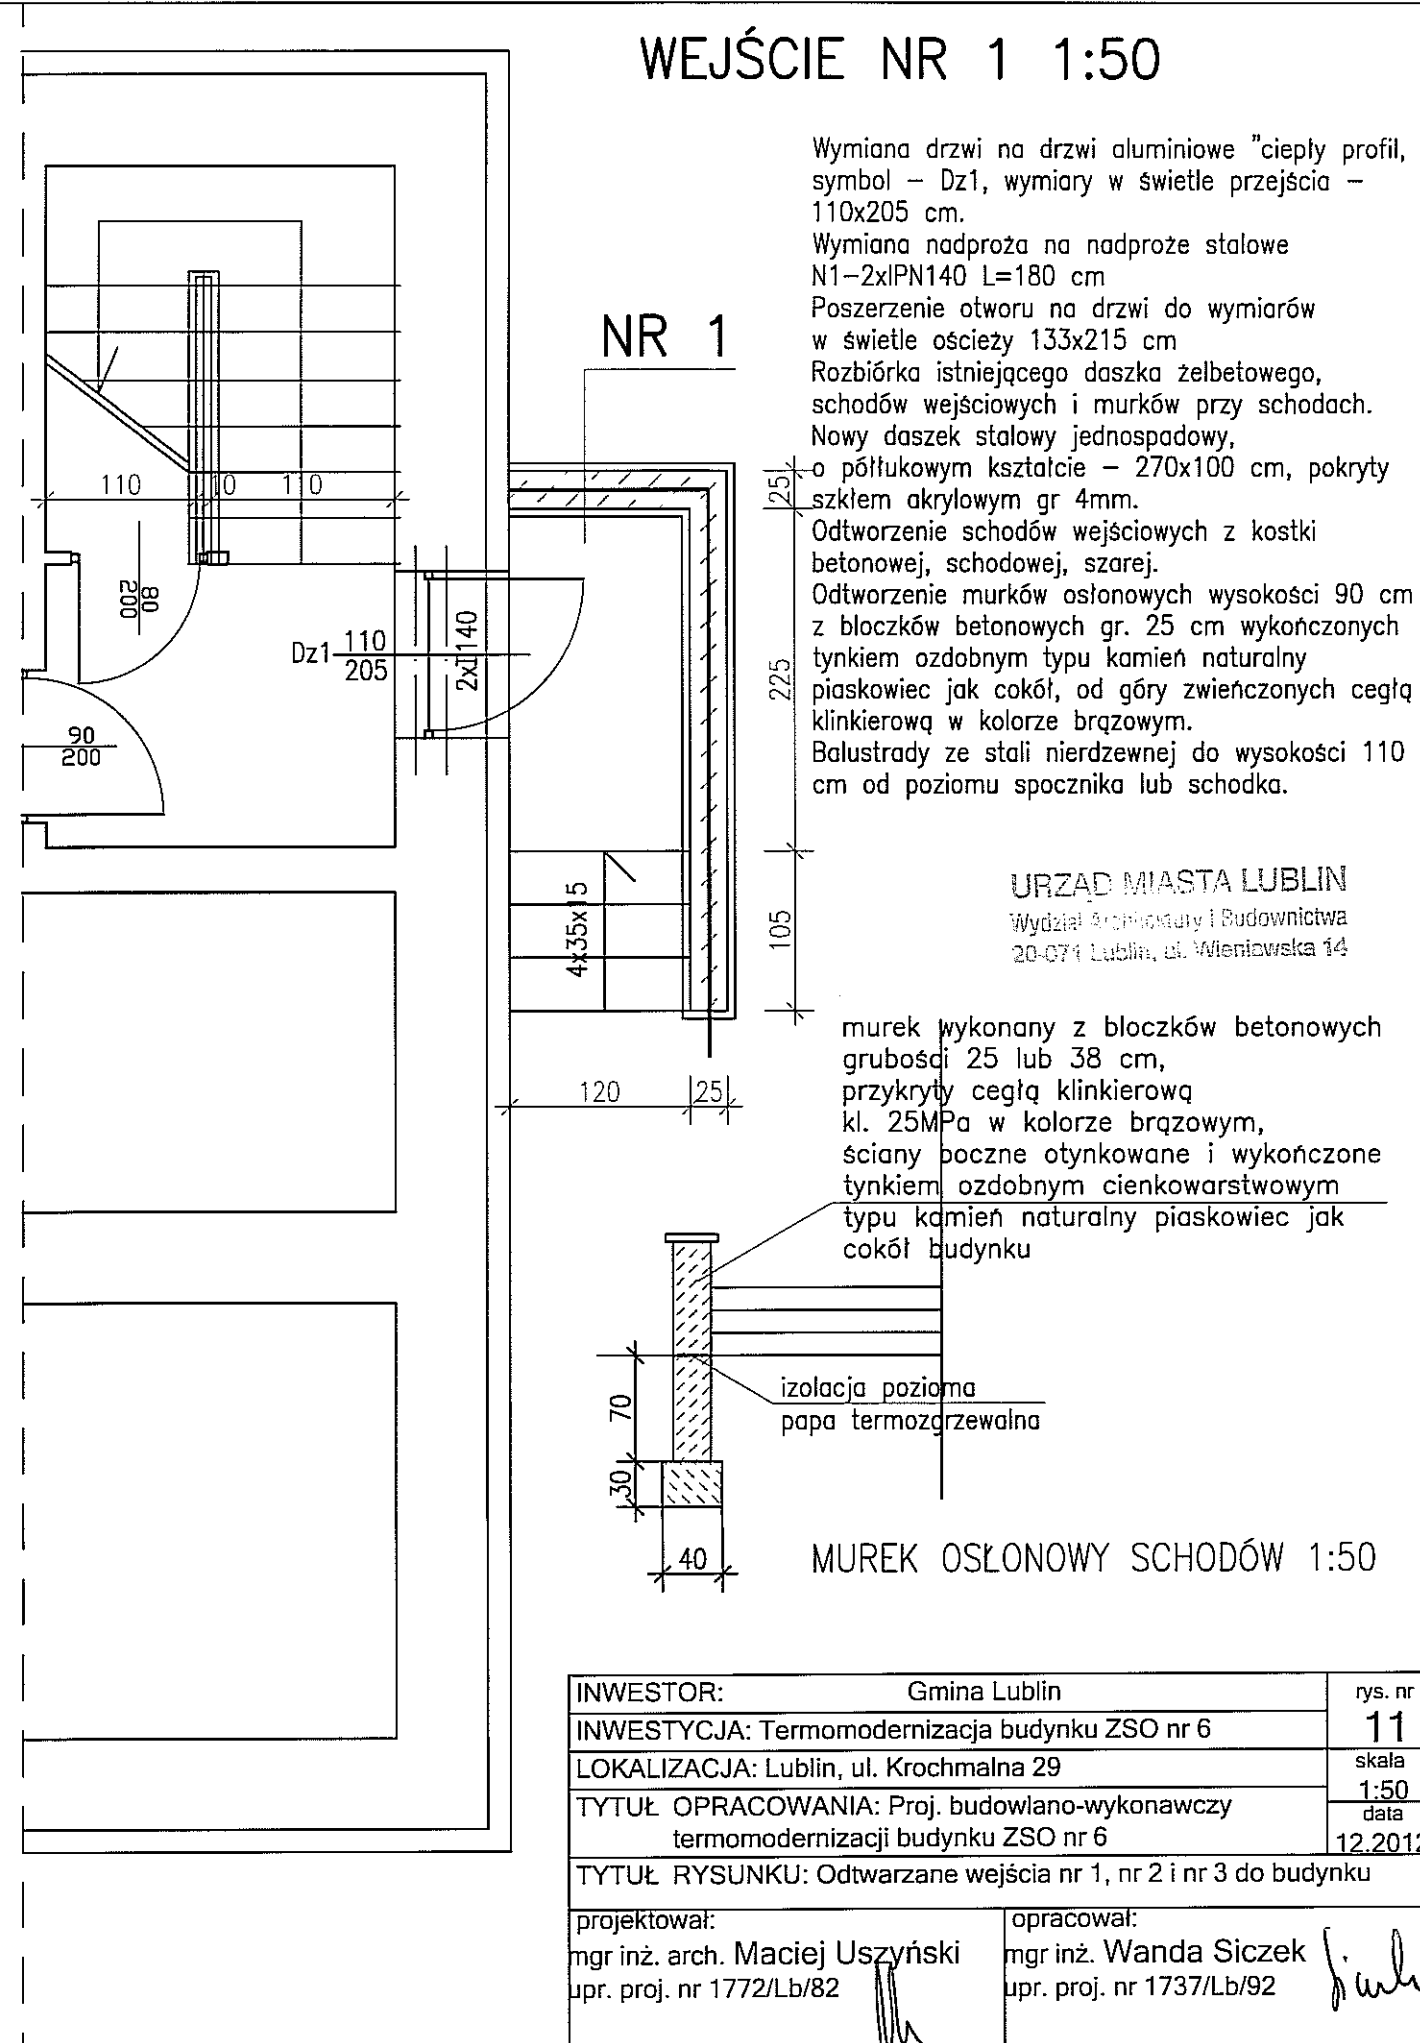 WEJŚCIE NR 1 1:50
Wymiana drzwi na drzwi aluminiowe "ciepły profil,
symbol – Dz1, wymiary w świetle przejścia –
110x205 cm.
Wymiana nadproża na nadproże stalowe
N1–2xIPN140 L=180 cm
Poszerzenie otworu na drzwi do wymiarów
w świetle ościeży 133x215 cm
Rozbiórka istniejącego daszka żelbetowego,
schodów wejściowych i murków przy schodach.
Nowy daszek stalowy jednospadowy,
o półłukowym kształcie – 270x100 cm, pokryty
szkłem akrylowym gr 4mm.
Odtworzenie schodów wejściowych z kostki
betonowej, schodowej, szarej.
Odtworzenie murków osłonowych wysokości 90 cm
z bloczków betonowych gr. 25 cm wykończonych
tynkiem ozdobnym typu kamień naturalny
piaskowiec jak cokół, od góry zwieńczonych cegłą
klinkierową w kolorze brązowym.
Balustrady ze stali nierdzewnej do wysokości 110
cm od poziomu spocznika lub schodka.
NR 1
110
10
110
80
200
Dz1
110
205
2xI140
90
200
25
225
105
4x35x15
120
25
URZĄD MIASTA LUBLIN
Wydział Architektury i Budownictwa
20-071 Lublin, ul. Wieniawska 14
murek wykonany z bloczków betonowych
grubości 25 lub 38 cm,
przykryty cegłą klinkierową
kl. 25MPa w kolorze brązowym,
ściany boczne otynkowane i wykończone
tynkiem ozdobnym cienkowarstwowym
typu kamień naturalny piaskowiec jak
cokół budynku
izolacja pozioma
papa termozgrzewalna
70
30
40
MUREK OSŁONOWY SCHODÓW 1:50
INWESTOR: Gmina Lublin
rys. nr
11
INWESTYCJA: Termomodernizacja budynku ZSO nr 6
LOKALIZACJA: Lublin, ul. Krochmalna 29
skala
1:50
TYTUŁ OPRACOWANIA: Proj. budowlano-wykonawczy
termomodernizacji budynku ZSO nr 6
data
12.2012
TYTUŁ RYSUNKU: Odtwarzane wejścia nr 1, nr 2 i nr 3 do budynku
projektował:
mgr inż. arch. Maciej Uszyński
upr. proj. nr 1772/Lb/82
opracował:
mgr inż. Wanda Siczek
upr. proj. nr 1737/Lb/92